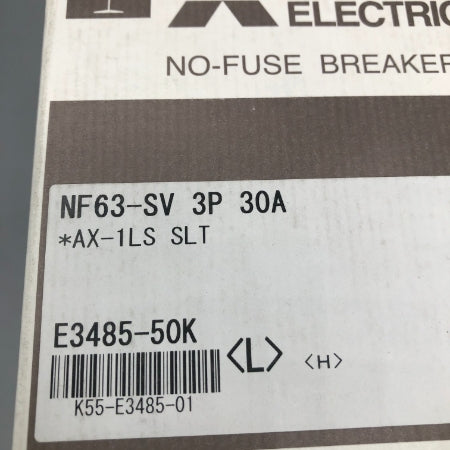 ELECTRIC
NO-FUSE BREAKER
NF63-SV 3P 30A
*AX-1LS SLT
E3485-50K
<L> <H>
K55-E3485-01